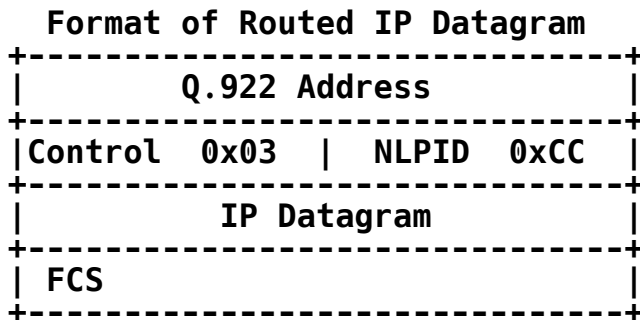 Format of Routed IP Datagram
+-------------------------------+
|        Q.922 Address          |
+-------------------------------+
|Control  0x03  |  NLPID  0xCC  |
+-------------------------------+
|          IP Datagram          |
+-------------------------------+
| FCS                           |
+-------------------------------+